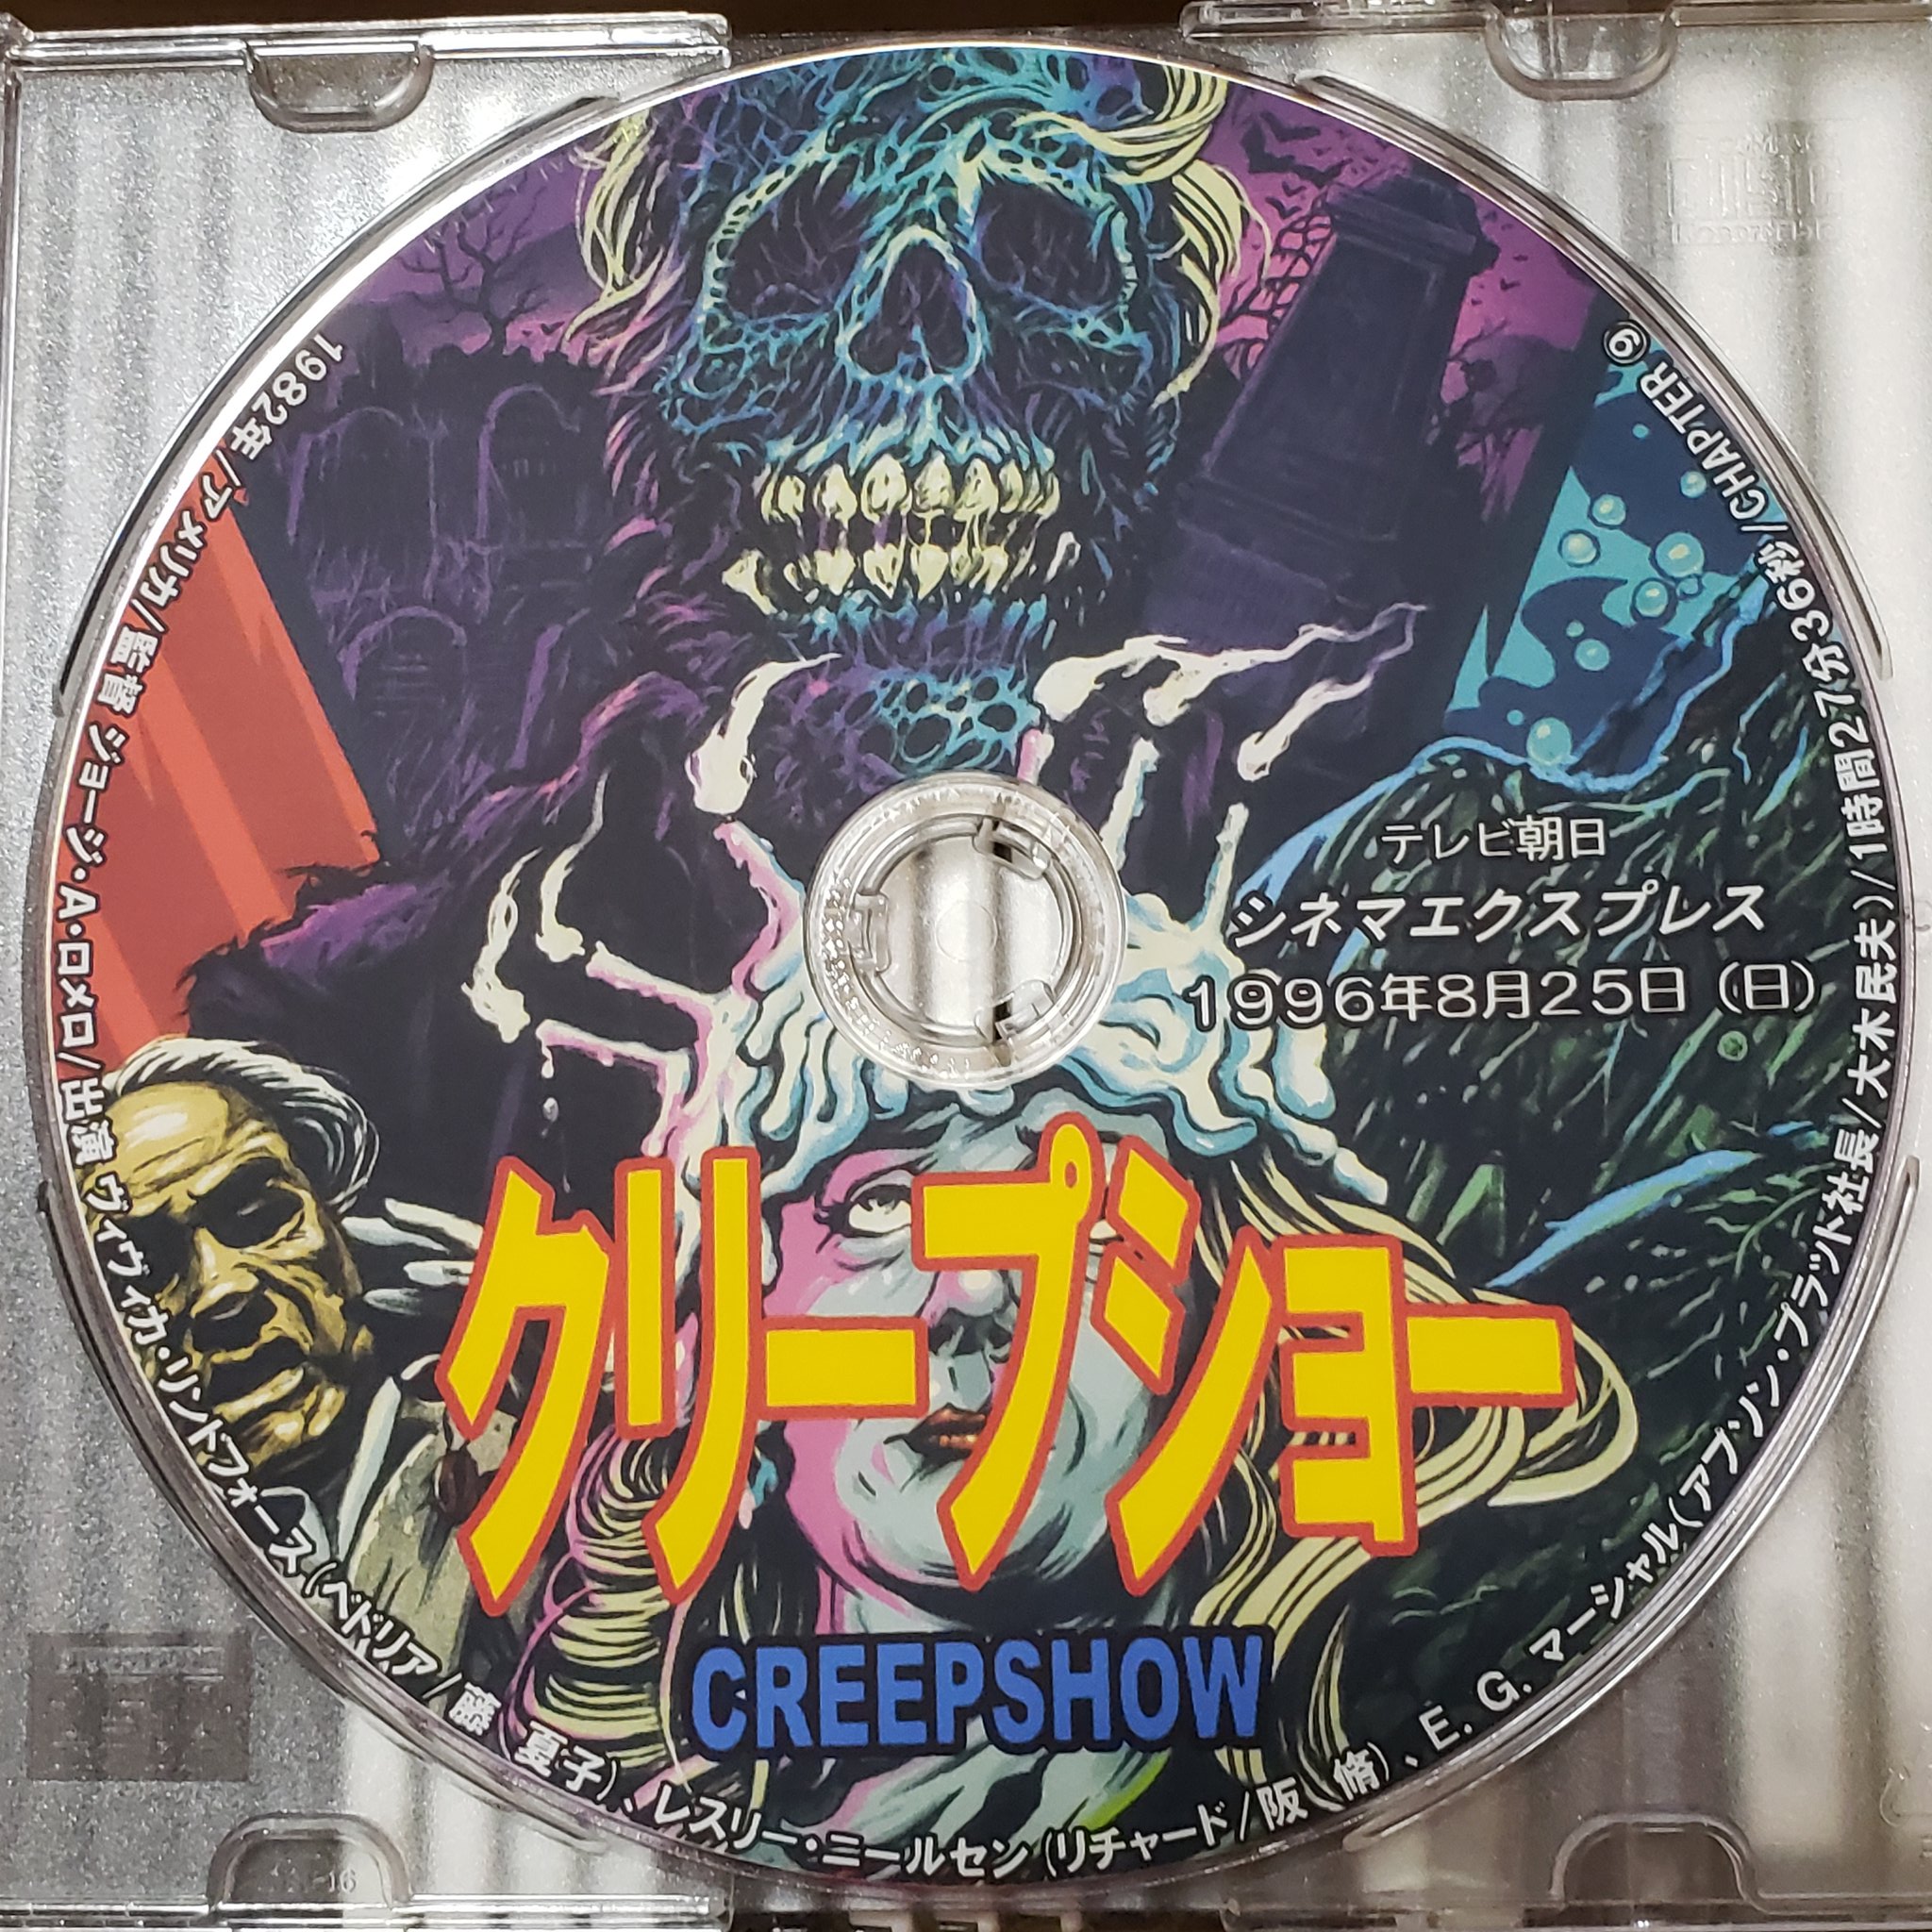 テレビ朝日
シネマエクスプレス
1996年8月25日（日）
クリープショー
CREEPSHOW
1982年/アメリカ/監督 ジョージ・A・ロメロ/出演 ヴィヴィカ・リンドフォース(ベドリア/藤 夏子)、レスリー・ニールセン(リチャード/阪 脩)、E. G. マーシャル(アプソン・プラット社長/大木民夫)/1時間27分36秒/CHAPTER ⑥